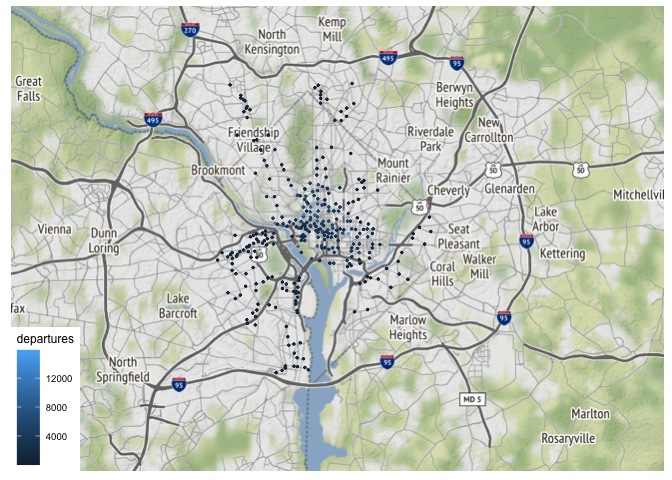 270
Kemp
Mill
North
Kensington
495
95
Great
Falls
Berwyn
Heights
495
Friendship
Village
Riverdale
Park
New
Carrollton
Brookmont
Mount
Rainier
50
50
Cheverly
Glenarden
50
Mitchellvil
Vienna
Dunn
Loring
Seat
Pleasant
Lake
Arbor
95
Kettering
Walker
Mill
Coral
Hills
Lake
Barcroft
fax
Marlow
Heights
95
departures
12000
8000
4000
North
Springfield
95
95
MD 5
Marlton
Rosaryville